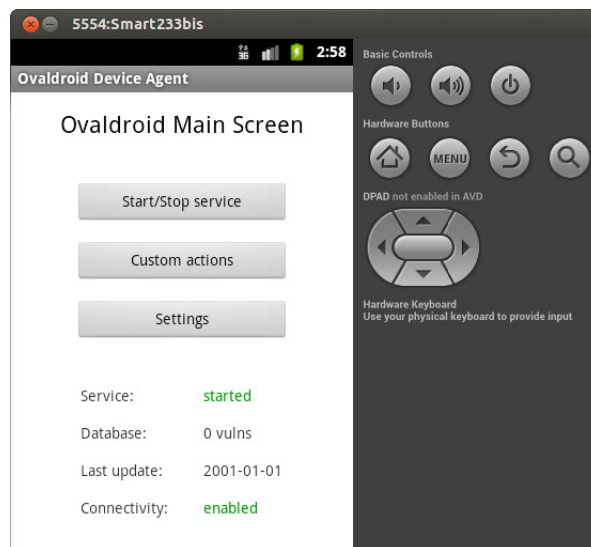 5554:Smart233bis
3G 2:58
Ovaldroid Device Agent
Ovaldroid Main Screen
Start/Stop service
Custom actions
Settings
Service: started
Database: 0 vulns
Last update: 2001-01-01
Connectivity: enabled
Basic Controls
Hardware Buttons
MENU
DPAD not enabled in AVD
Hardware Keyboard
Use your physical keyboard to provide input